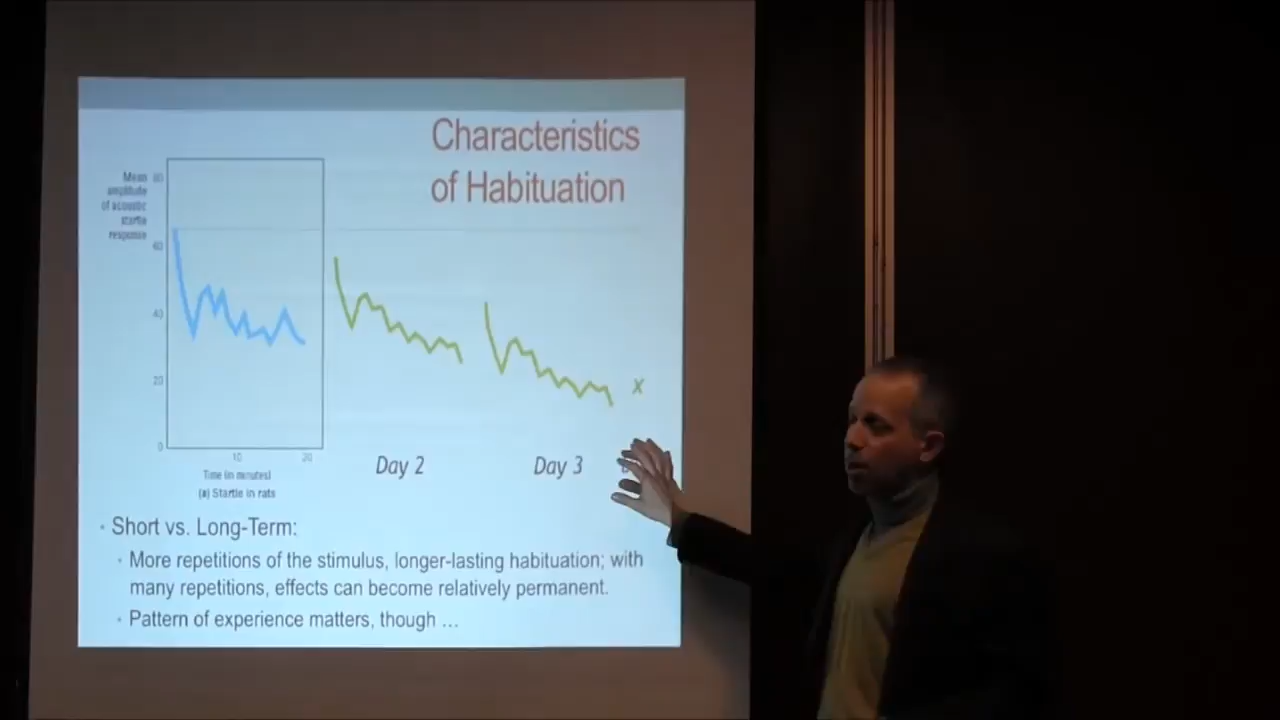 Characteristics
of Habituation
Mean
amplitude
of acoustic
startle
response
80
60
40
20
0
10
20
Time (in minutes)
(a) Startle in rats
Day 2
Day 3
x
• Short vs. Long-Term:
• More repetitions of the stimulus, longer-lasting habituation; with
many repetitions, effects can become relatively permanent.
• Pattern of experience matters, though ...